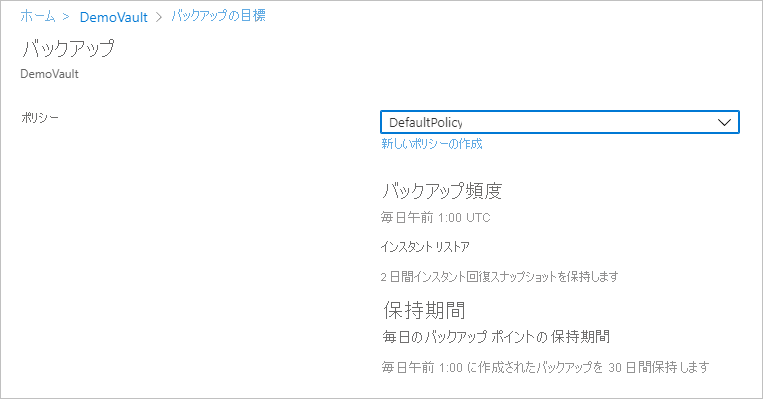 ホーム > DemoVault > バックアップの目標
バックアップ
DemoVault
ポリシー
DefaultPolicy
新しいポリシーの作成
バックアップ頻度
毎日午前 1:00 UTC
インスタント リストア
2 日間インスタント回復スナップショットを保持します
保持期間
毎日のバックアップ ポイントの保持期間
毎日午前 1:00 に作成されたバックアップを 30 日間保持します